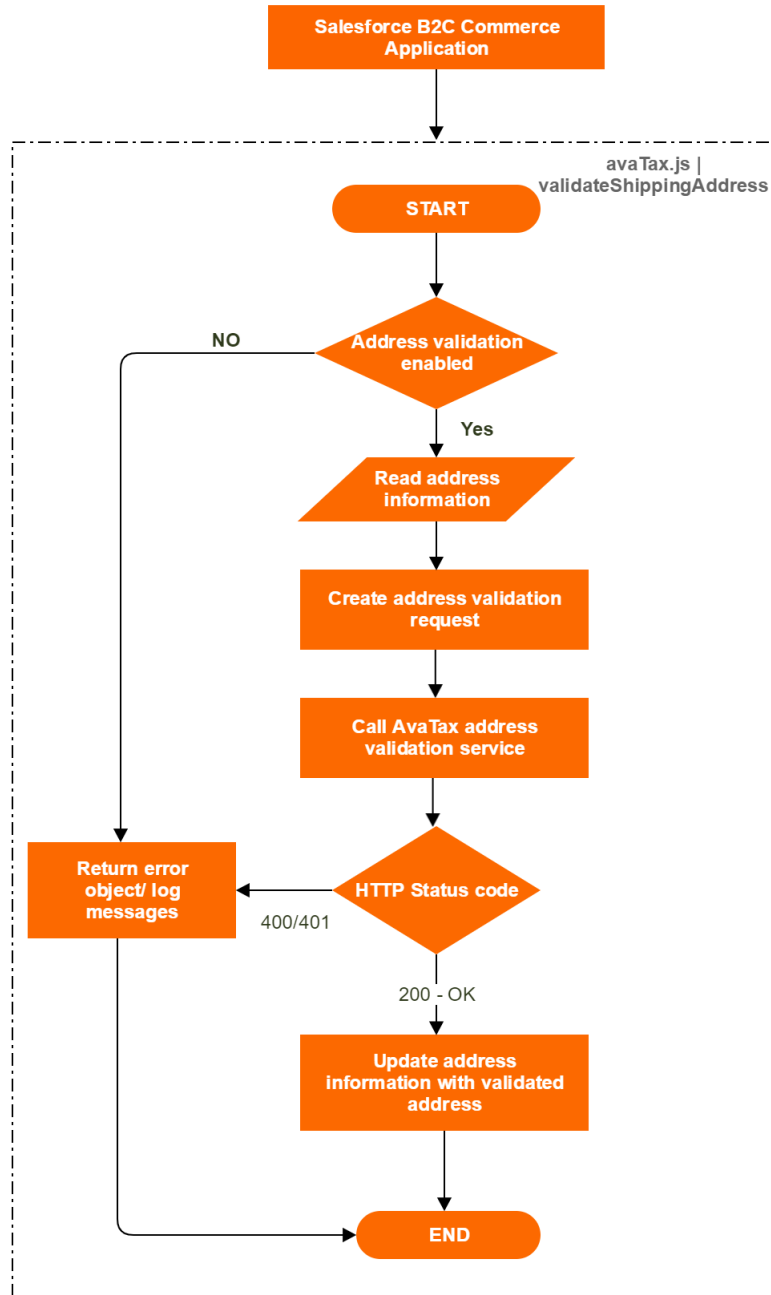 Salesforce B2C Commerce
Application
avaTax.js |
validateShippingAddress
START
NO
Address validation
enabled
Yes
Read address
information
Create address validation
request
Call AvaTax address
validation service
Return error
object/ log
messages
HTTP Status code
400/401
200 - OK
Update address
information with validated
address
END